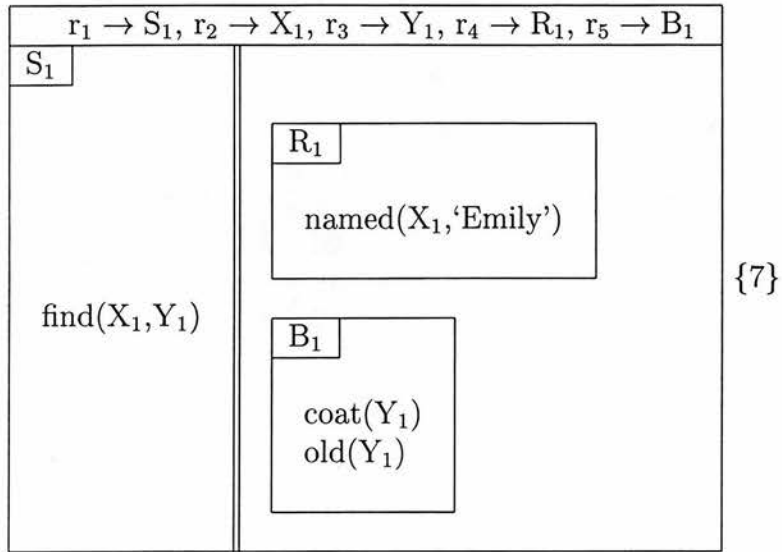 r₁ → S₁, r₂ → X₁, r₃ → Y₁, r₄ → R₁, r₅ → B₁
S₁
R₁
named(X₁,‘Emily’)
find(X₁,Y₁)
{7}
B₁
coat(Y₁)
old(Y₁)